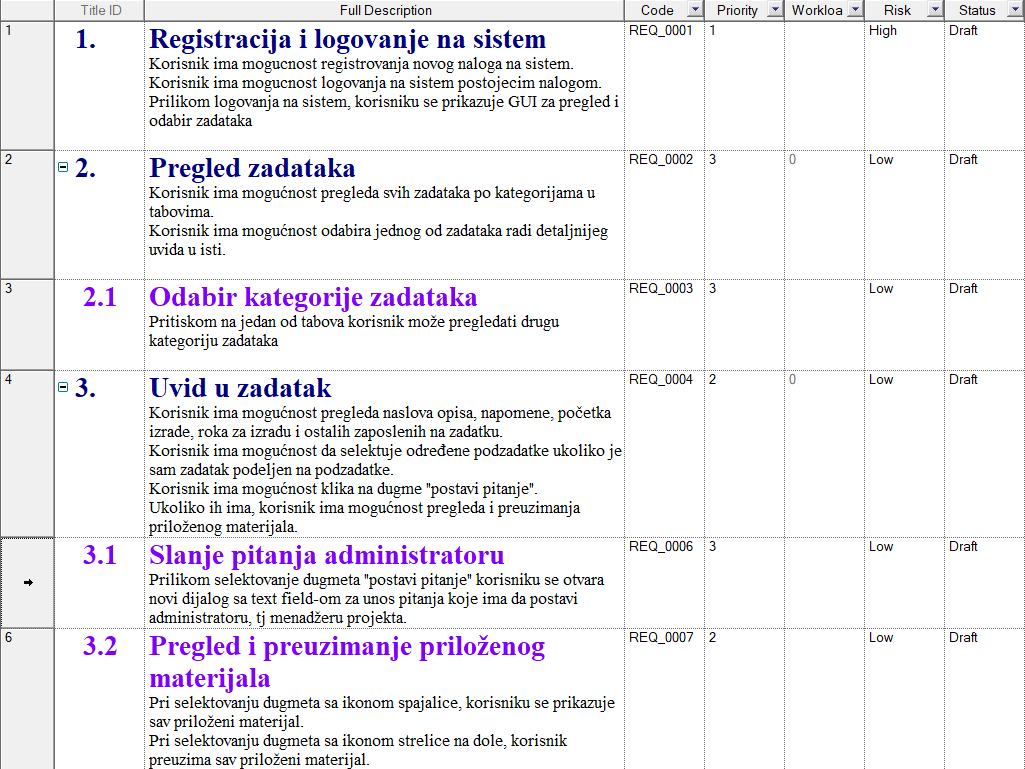 Title ID Full Description Code Priority Workloa Risk Status
1 1. Registracija i logovanje na sistem REQ_0001 1 High Draft
Korisnik ima mogucnost registrovanja novog naloga na sistem.
Korisnik ima mogucnost logovanja na sistem postojecim nalogom.
Prilikom logovanja na sistem, korisniku se prikazuje GUI za pregled i
odabir zadataka
2 2. Pregled zadataka REQ_0002 3 0 Low Draft
Korisnik ima mogućnost pregleda svih zadataka po kategorijama u
tabovima.
Korisnik ima mogućnost odabira jednog od zadataka radi detaljnijeg
uvida u isti.
3 2.1 Odabir kategorije zadataka REQ_0003 3 Low Draft
Pritiskom na jedan od tabova korisnik može pregledati drugu
kategoriju zadataka
4 3. Uvid u zadatak REQ_0004 2 0 Low Draft
Korisnik ima mogućnost pregleda naslova opisa, napomene, početka
izrade, roka za izradu i ostalih zaposlenih na zadatku.
Korisnik ima mogućnost da selektuje određene podzadatke ukoliko je
sam zadatak podeljen na podzadatke.
Korisnik ima mogućnost klika na dugme "postavi pitanje".
Ukoliko ih ima, korisnik ima mogućnost pregleda i preuzimanja
priloženog materijala.
3.1 Slanje pitanja administratoru REQ_0006 3 Low Draft
Prilikom selektovanje dugmeta "postavi pitanje" korisniku se otvara
novi dijalog sa text field-om za unos pitanja koje ima da postavi
administratoru, tj menadžeru projekta.
6 3.2 Pregled i preuzimanje priloženog REQ_0007 2 Low Draft
materijala
Pri selektovanju dugmeta sa ikonom spajalice, korisniku se prikazuje
sav priloženi materijal.
Pri selektovanju dugmeta sa ikonom strelice na dole, korisnik
preuzima sav priloženi materijal.